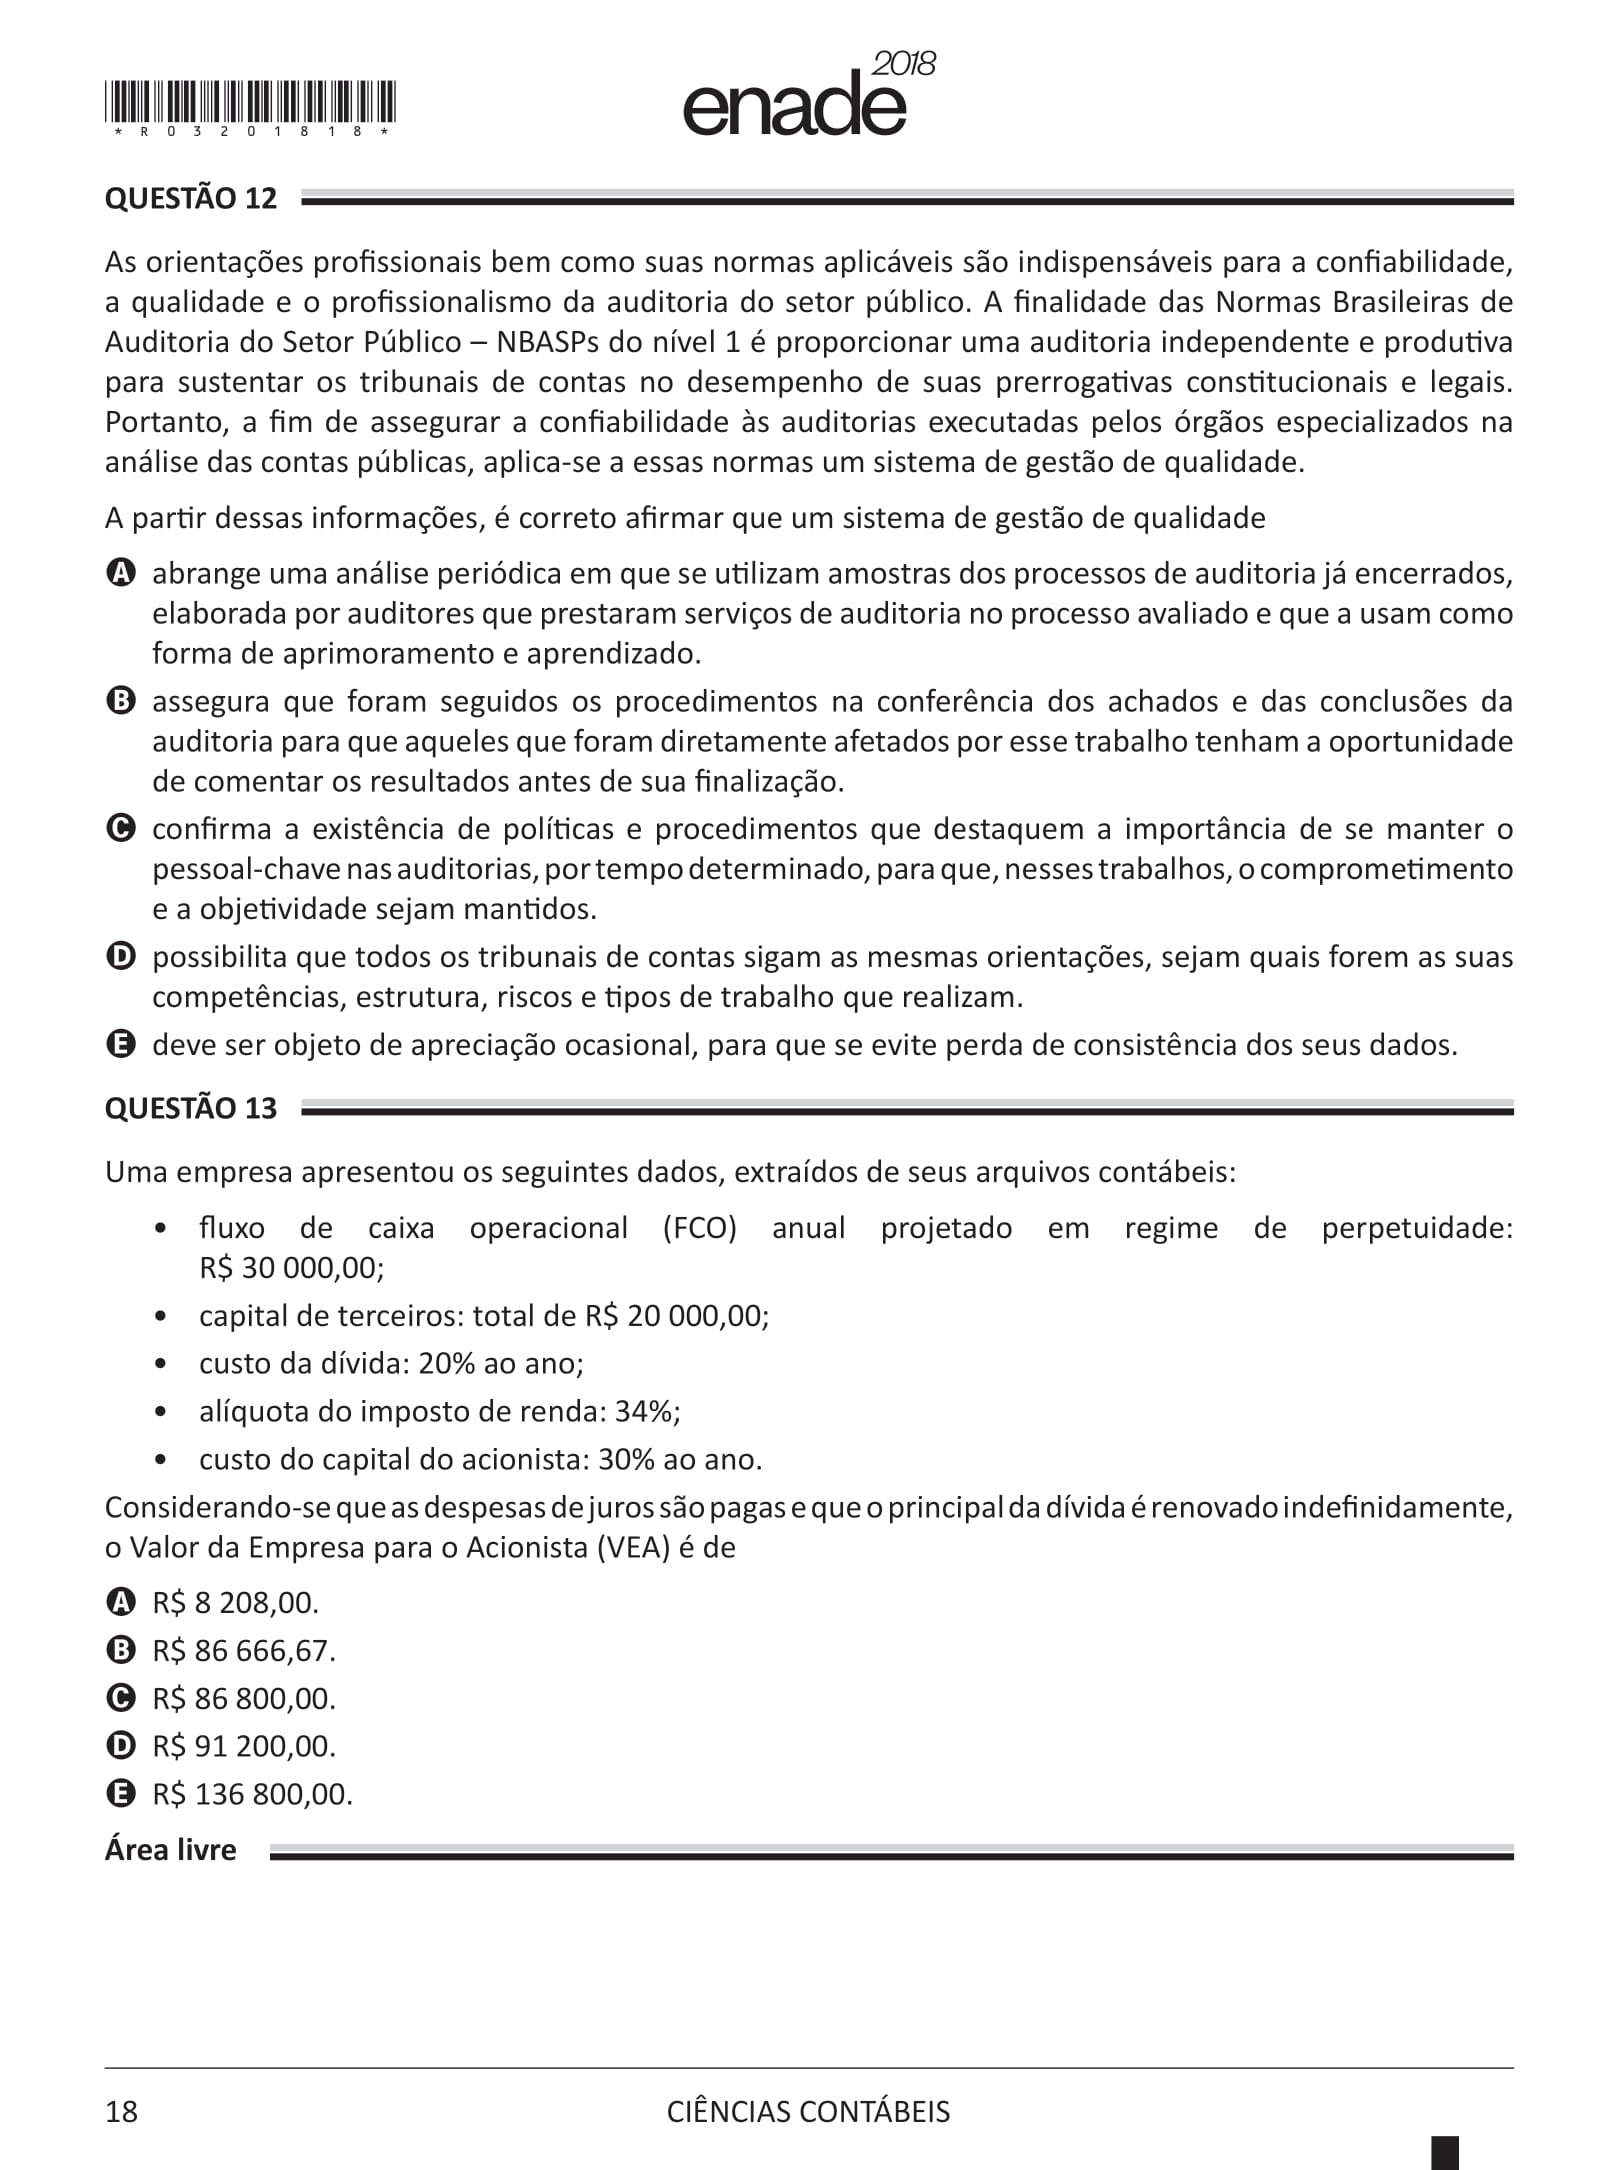 *R03201818*
enade2018
QUESTÃO 12
As orientações profissionais bem como suas normas aplicáveis são indispensáveis para a confiabilidade,
a qualidade e o profissionalismo da auditoria do setor público. A finalidade das Normas Brasileiras de
Auditoria do Setor Público – NBASPs do nível 1 é proporcionar uma auditoria independente e produtiva
para sustentar os tribunais de contas no desempenho de suas prerrogativas constitucionais e legais.
Portanto, a fim de assegurar a confiabilidade às auditorias executadas pelos órgãos especializados na
análise das contas públicas, aplica-se a essas normas um sistema de gestão de qualidade.
A partir dessas informações, é correto afirmar que um sistema de gestão de qualidade
A abrange uma análise periódica em que se utilizam amostras dos processos de auditoria já encerrados,
elaborada por auditores que prestaram serviços de auditoria no processo avaliado e que a usam como
forma de aprimoramento e aprendizado.
B assegura que foram seguidos os procedimentos na conferência dos achados e das conclusões da
auditoria para que aqueles que foram diretamente afetados por esse trabalho tenham a oportunidade
de comentar os resultados antes de sua finalização.
C confirma a existência de políticas e procedimentos que destaquem a importância de se manter o
pessoal-chave nas auditorias, por tempo determinado, para que, nesses trabalhos, o comprometimento
e a objetividade sejam mantidos.
D possibilita que todos os tribunais de contas sigam as mesmas orientações, sejam quais forem as suas
competências, estrutura, riscos e tipos de trabalho que realizam.
E deve ser objeto de apreciação ocasional, para que se evite perda de consistência dos seus dados.
QUESTÃO 13
Uma empresa apresentou os seguintes dados, extraídos de seus arquivos contábeis:
• fluxo de caixa operacional (FCO) anual projetado em regime de perpetuidade:
R$ 30 000,00;
• capital de terceiros: total de R$ 20 000,00;
• custo da dívida: 20% ao ano;
• alíquota do imposto de renda: 34%;
• custo do capital do acionista: 30% ao ano.
Considerando-se que as despesas de juros são pagas e que o principal da dívida é renovado indefinidamente,
o Valor da Empresa para o Acionista (VEA) é de
A R$ 8 208,00.
B R$ 86 666,67.
C R$ 86 800,00.
D R$ 91 200,00.
E R$ 136 800,00.
Área livre
18
CIÊNCIAS CONTÁBEIS